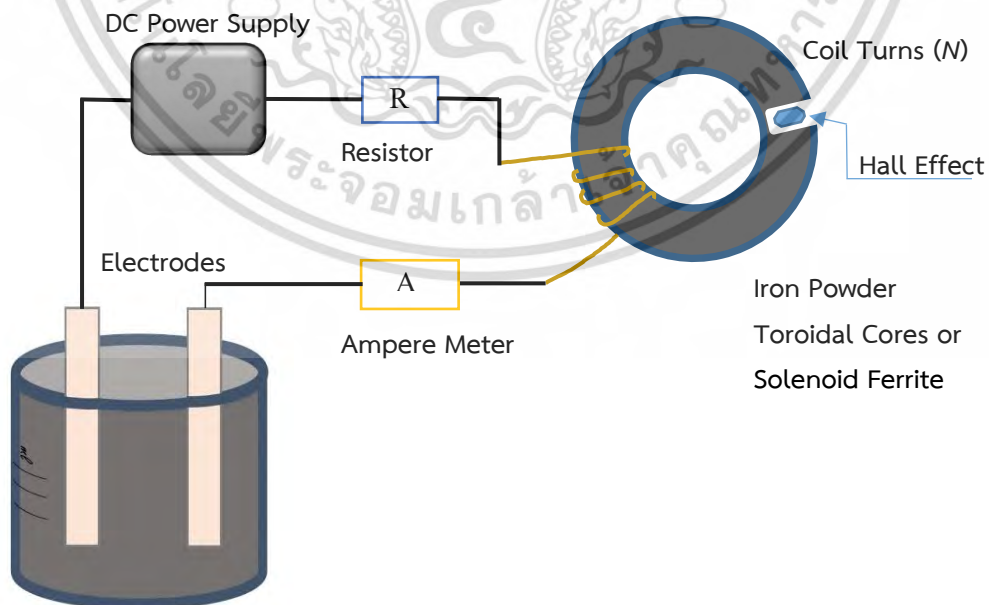 DC Power Supply
Coil Turns (N)
R
Resistor
Hall Effect
Electrodes
A
Ampere Meter
Iron Powder
Toroidal Cores or
Solenoid Ferrite